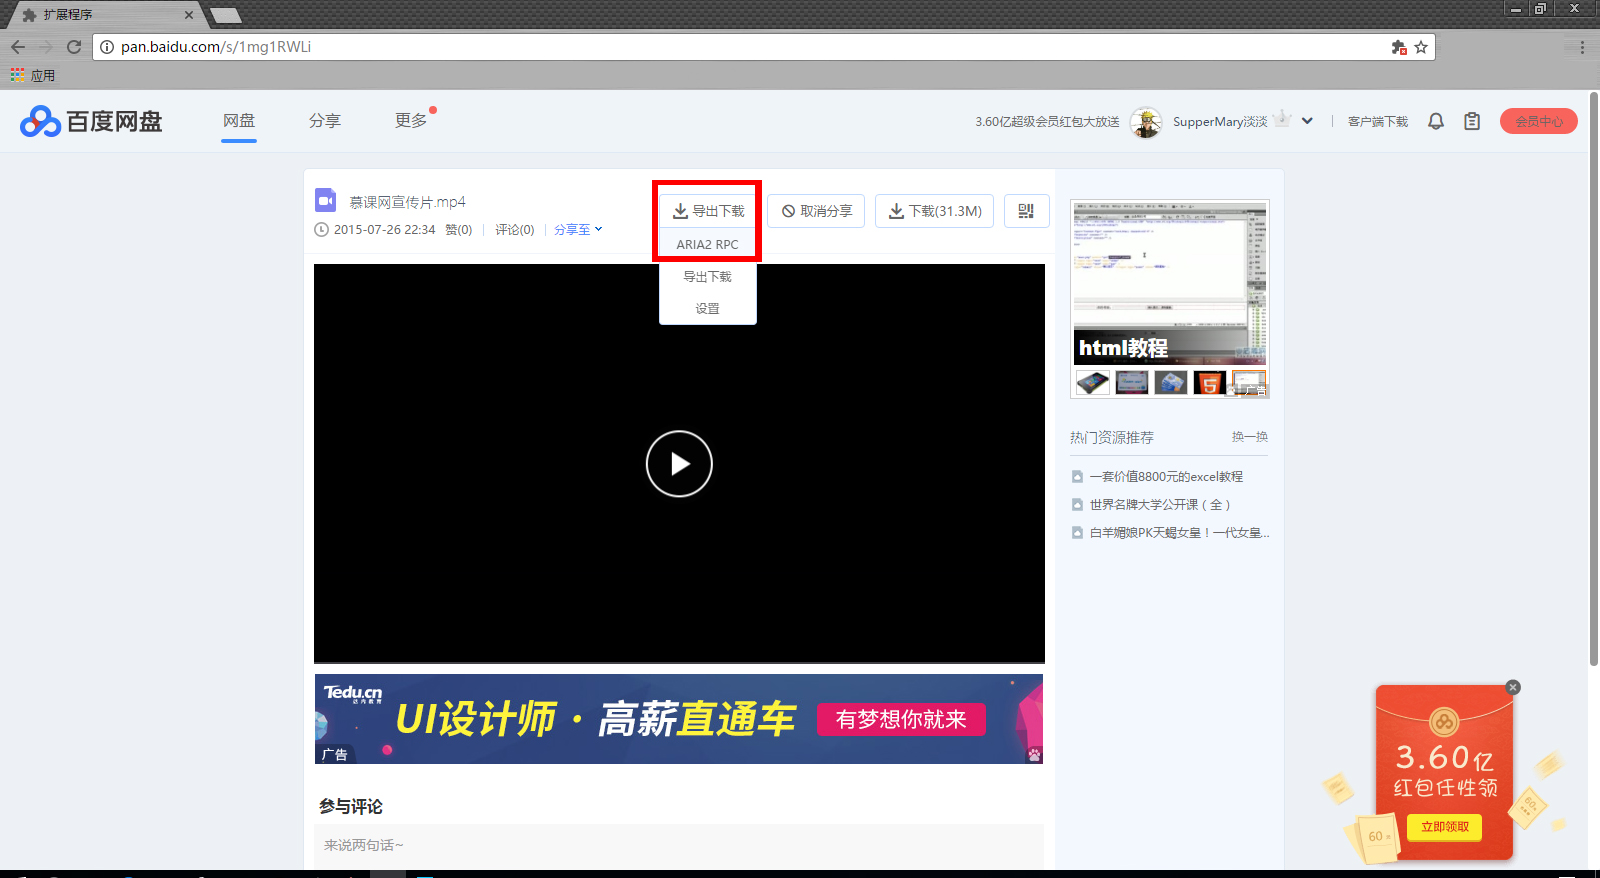 扩展程序
pan.baidu.com/s/1mg1RWLi
应用
百度网盘
网盘
分享
更多
3.60亿超级会员红包大放送
SupperMary淡淡
客户端下载
会员中心
慕课网宣传片.mp4
2015-07-26 22:34 赞(0) 评论(0) 分享至
导出下载
取消分享
下载(31.3M)
ARIA2 RPC
导出下载
设置
html教程
广告
热门资源推荐
换一换
一套价值8800元的excel教程
世界名牌大学公开课（全）
白羊媚娘PK天蝎女皇！一代女皇...
Tedu.cn
达内教育
UI设计师 · 高薪直通车
有梦想你就来
广告
参与评论
来说两句话~
3.60亿
红包任性领
立即领取
60
60